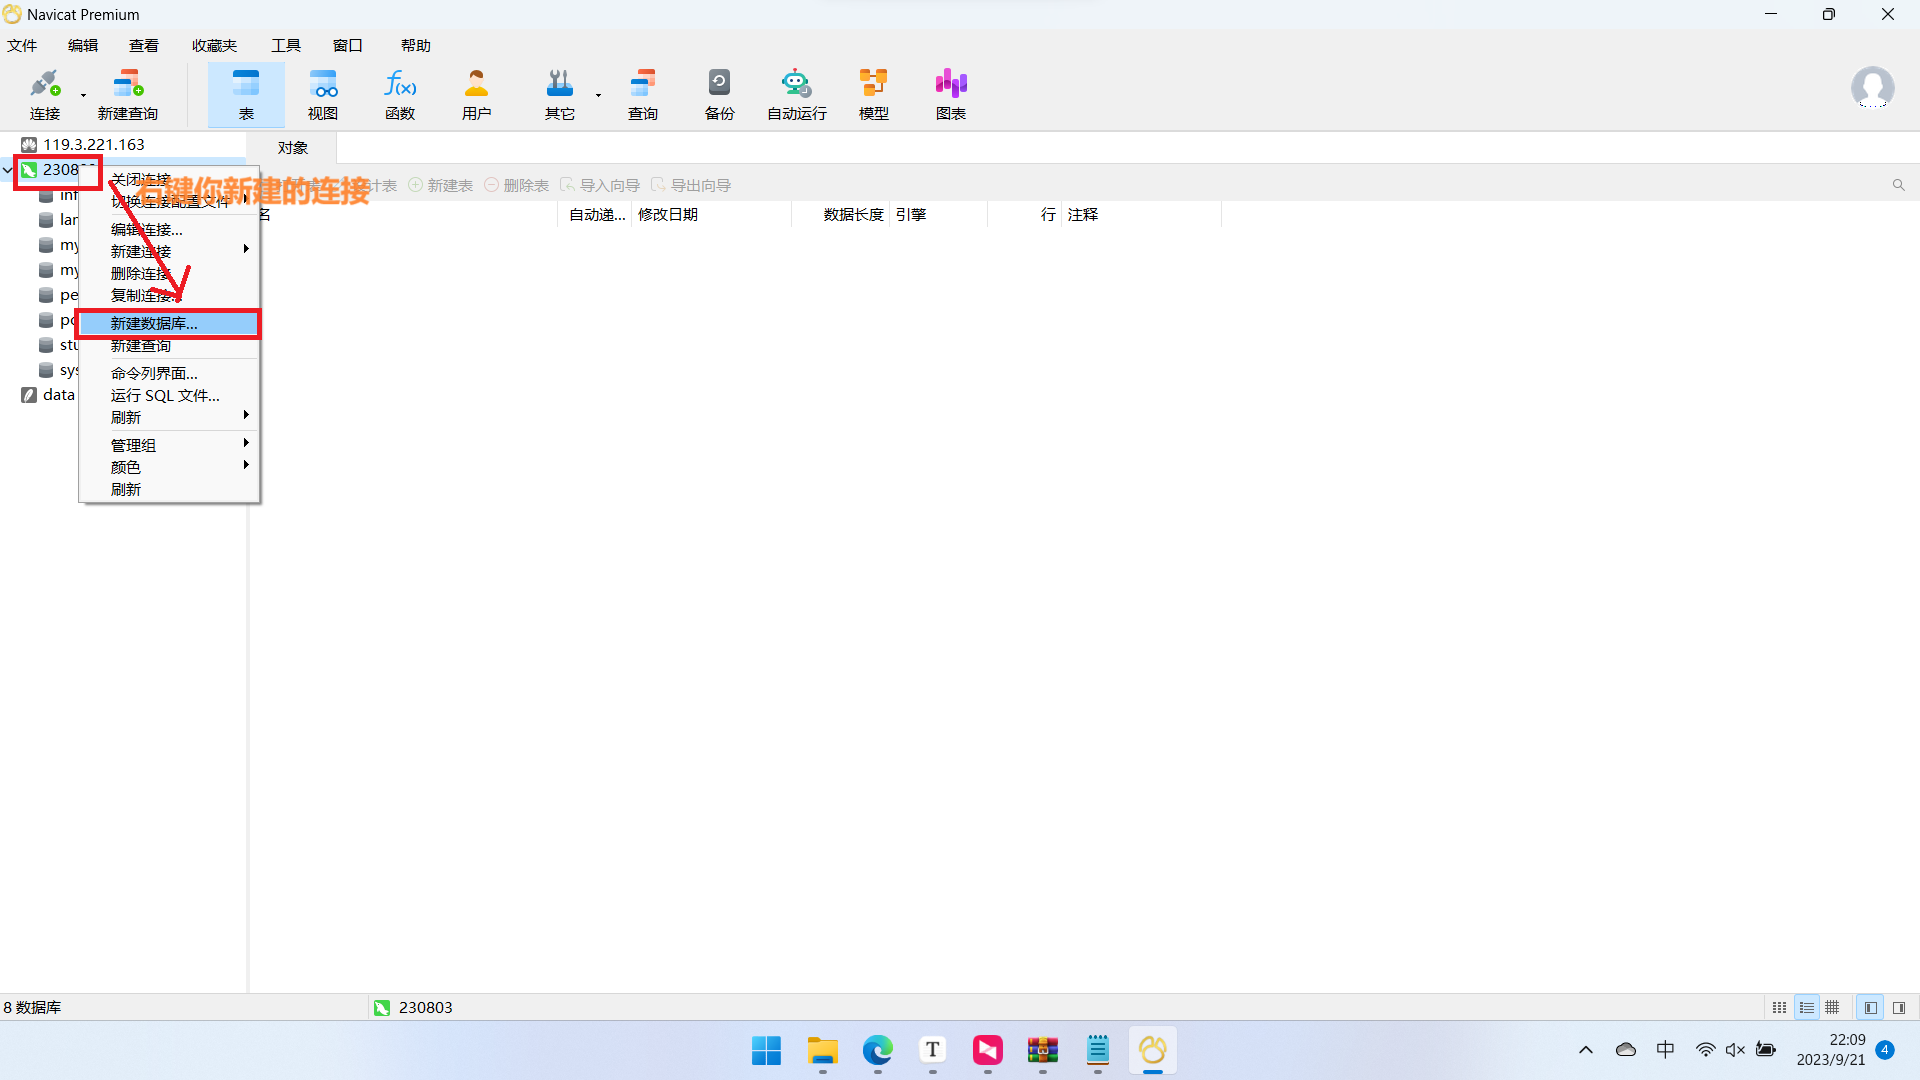 Navicat Premium
文件 编辑 查看 收藏夹 工具 窗口 帮助
连接 新建查询 表 视图 函数 用户 其它 查询 备份 自动运行 模型 图表
119.3.221.163
对象
230803
右键你新建的连接
计表 新建表 删除表 导入向导 导出向导
名 自动递... 修改日期 数据长度 引擎 行 注释
inf
lar
my
my
pe
stu
sys
data
关闭连接
切换连接配置文件
编辑连接...
新建连接
删除连接
复制连接...
新建数据库...
新建查询
命令列界面...
运行 SQL 文件...
刷新
管理组
颜色
刷新
8 数据库 230803
中 22:09
2023/9/21 4